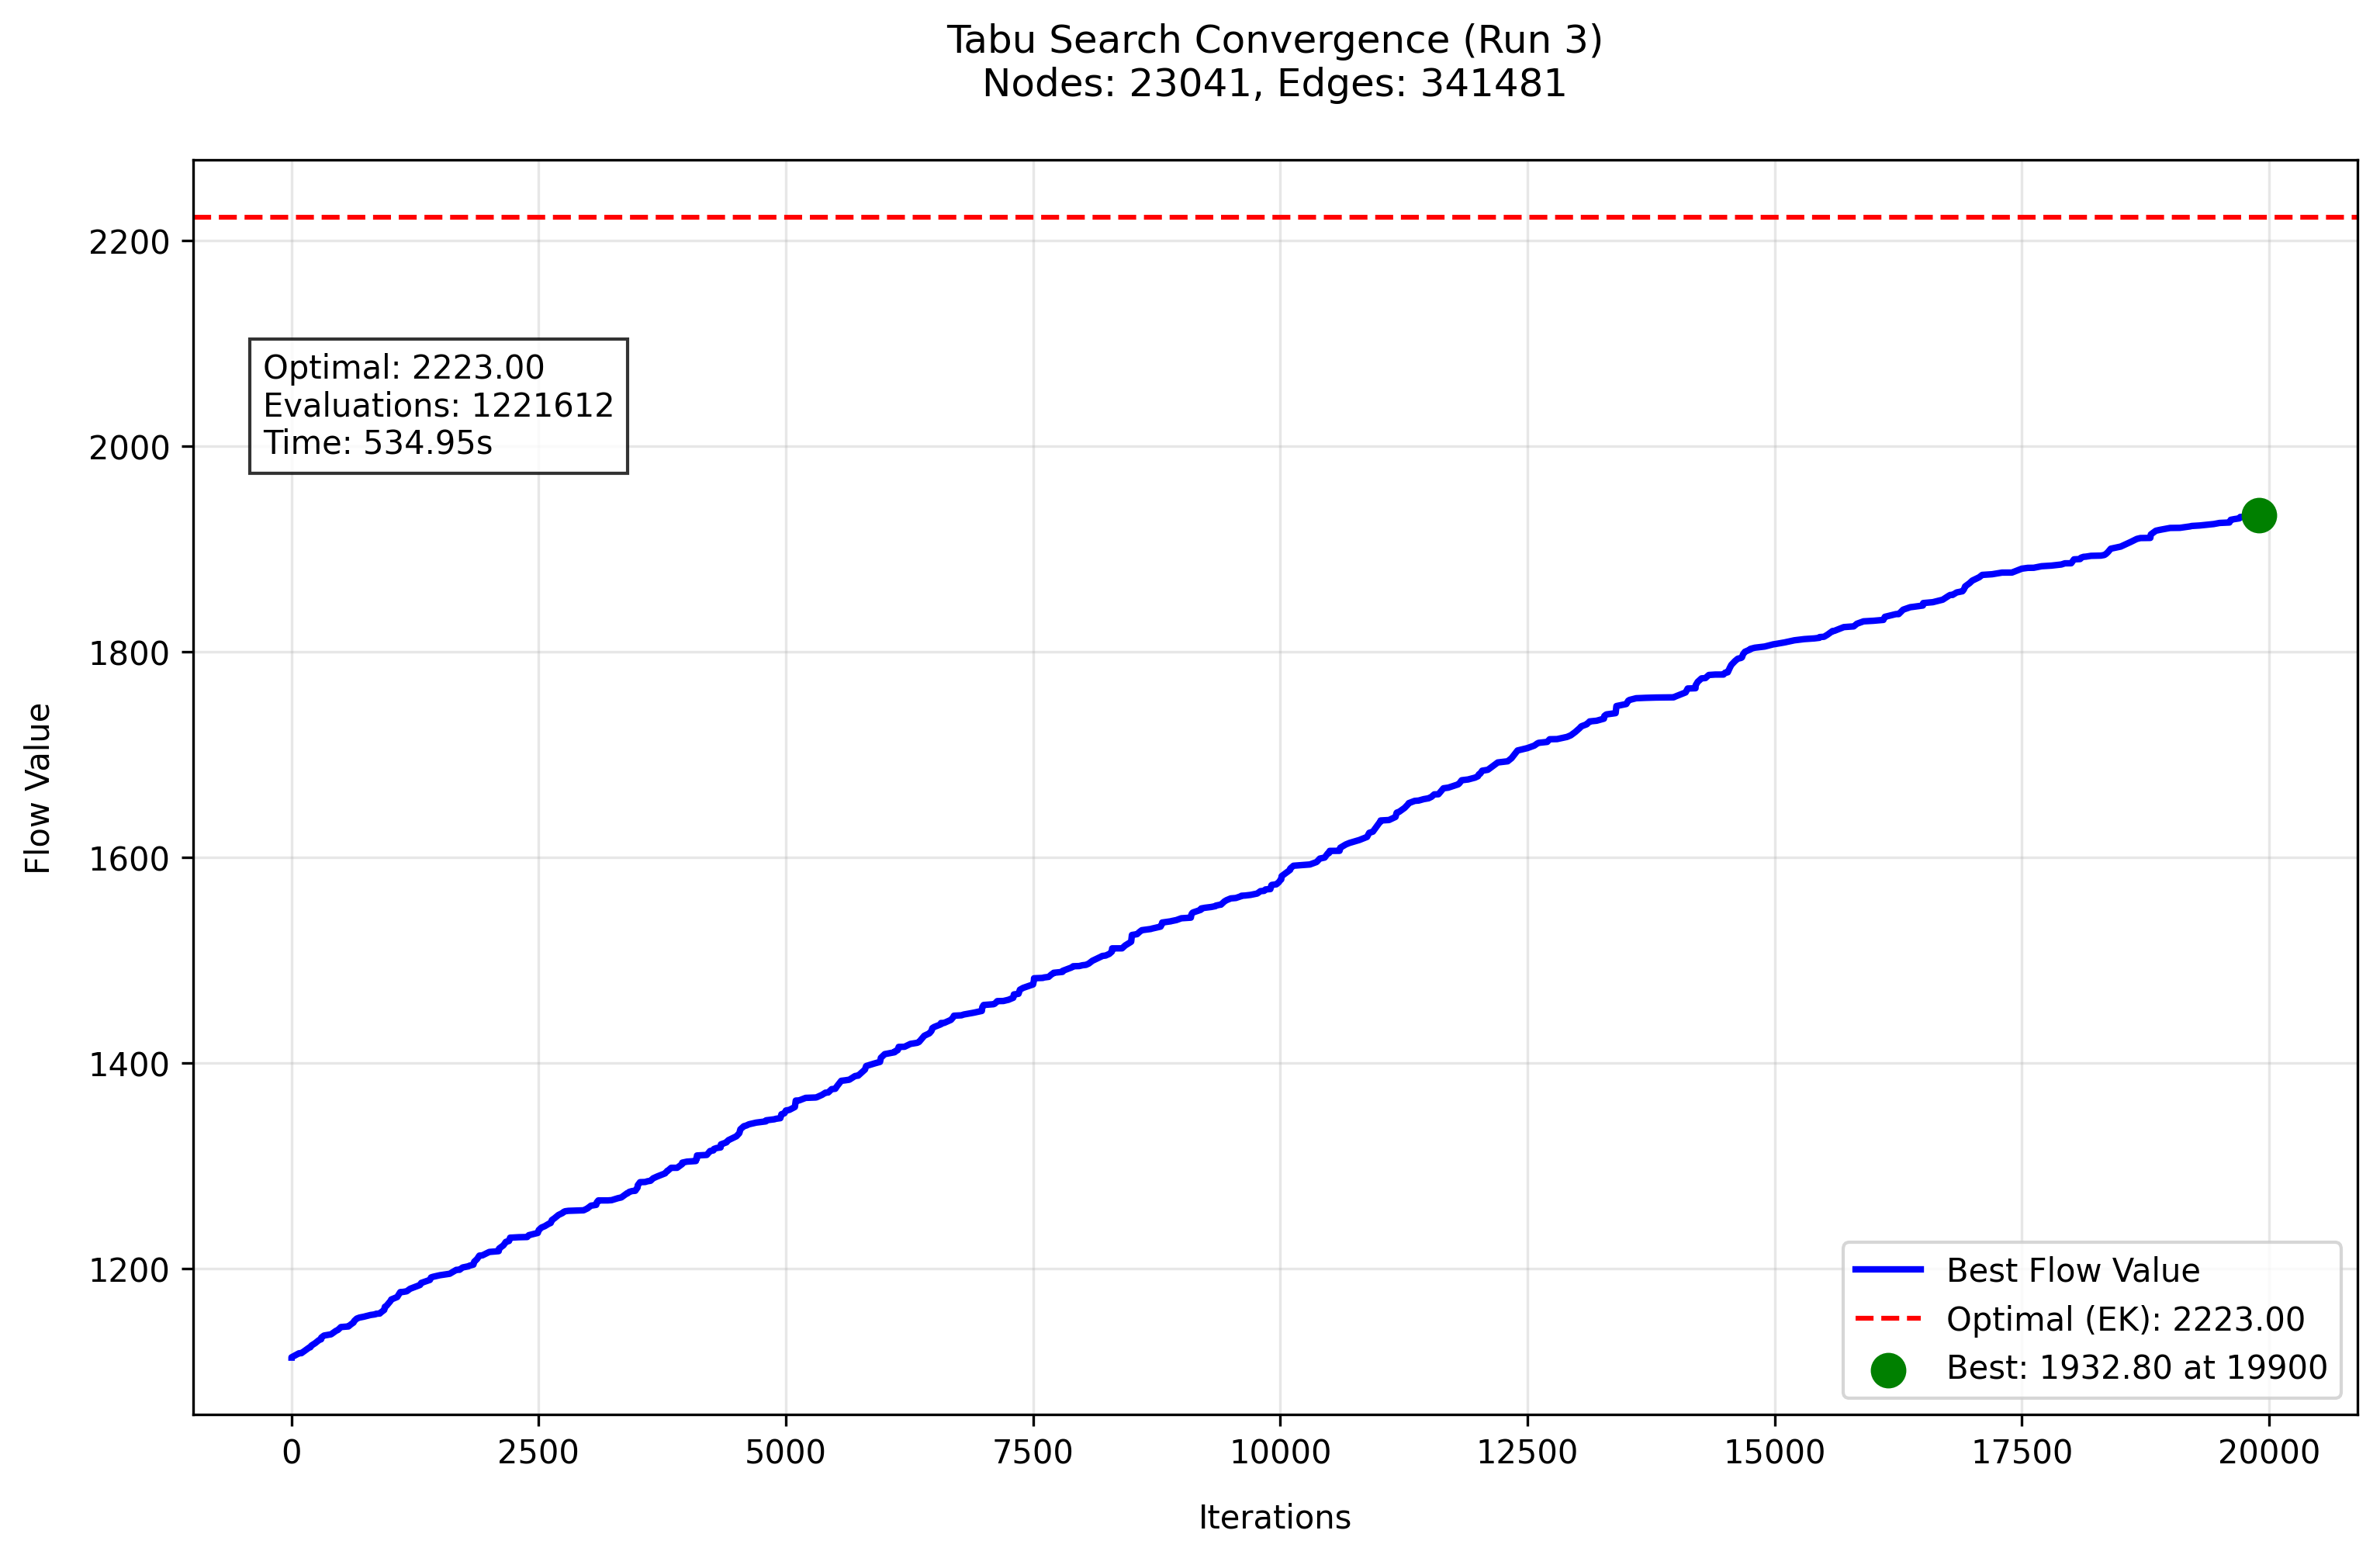 Tabu Search Convergence (Run 3)
Nodes: 23041, Edges: 341481
Flow Value
2200
2000
1800
1600
1400
1200
Optimal: 2223.00
Evaluations: 1221612
Time: 534.95s
Best Flow Value
Optimal (EK): 2223.00
Best: 1932.80 at 19900
0 2500 5000 7500 10000 12500 15000 17500 20000
Iterations